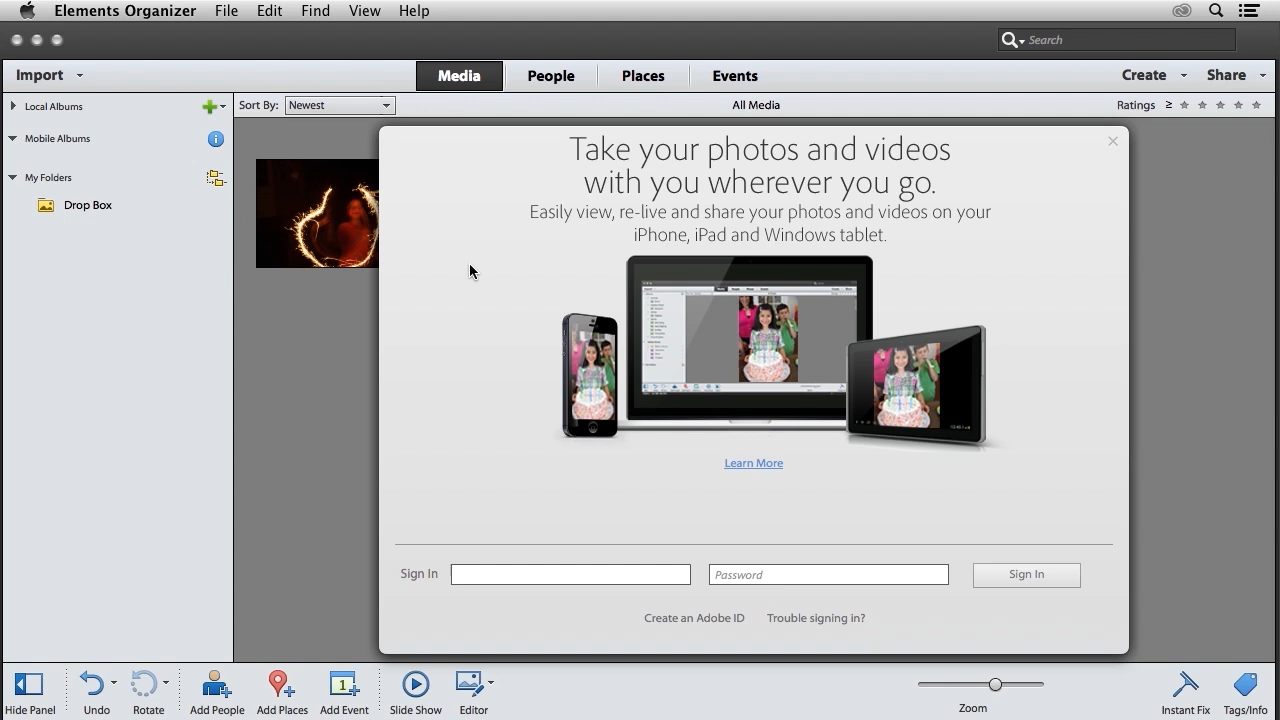 Elements Organizer File Edit Find View Help
Search
Import Media People Places Events Create Share
Local Albums
Sort By: Newest All Media Ratings ≥
Mobile Albums
My Folders
Drop Box
Take your photos and videos
with you wherever you go.
Easily view, re-live and share your photos and videos on your
iPhone, iPad and Windows tablet.
Learn More
Sign In Password Sign In
Create an Adobe ID Trouble signing in?
1
Hide Panel Undo Rotate Add People Add Places Add Event Slide Show Editor Zoom Instant Fix Tags/Info